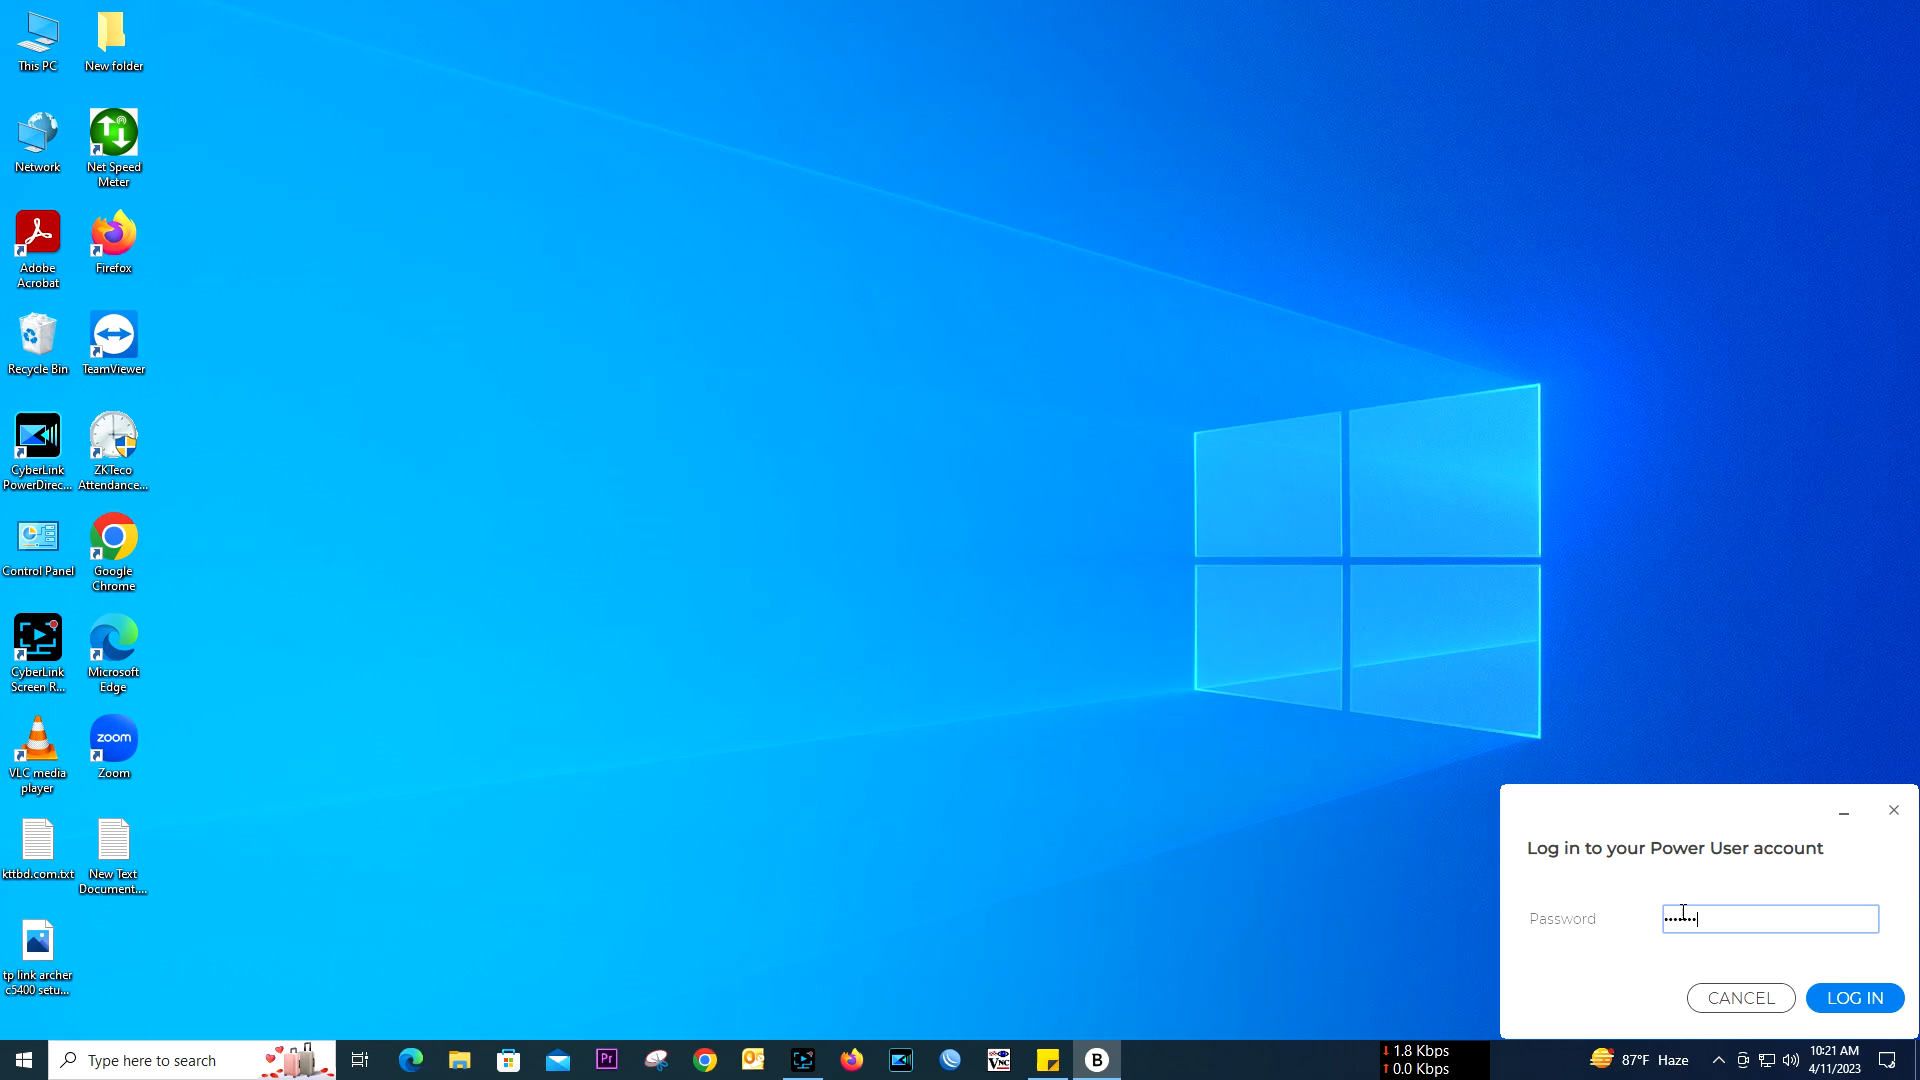 This PC
New folder
Network
Net Speed
Meter
Adobe
Acrobat
Firefox
Recycle Bin
TeamViewer
CyberLink
PowerDirec...
ZKTeco
Attendance...
Control Panel
Google
Chrome
CyberLink
Screen R...
Microsoft
Edge
VLC media
player
zoom
Zoom
kttbd.com.txt
New Text
Document....
tp link archer
c5400 setu...
Log in to your Power User account
Password
CANCEL
LOG IN
Type here to search
Pr
VNC
B
1.8 Kbps
0.0 Kbps
87°F Haze
10:21 AM
4/11/2023